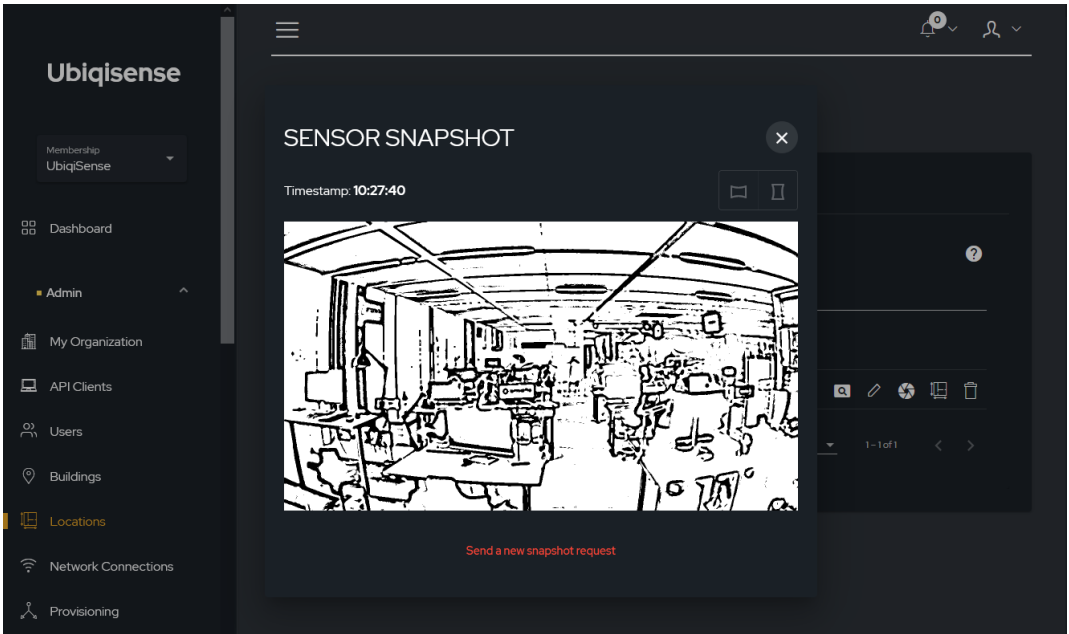 Ubiqisense
0
Membership
UbiqiSense
Dashboard
Admin
My Organization
API Clients
Users
Buildings
Locations
Network Connections
Provisioning
SENSOR SNAPSHOT
Timestamp: 10:27:40
Send a new snapshot request
?
1-1 of 1